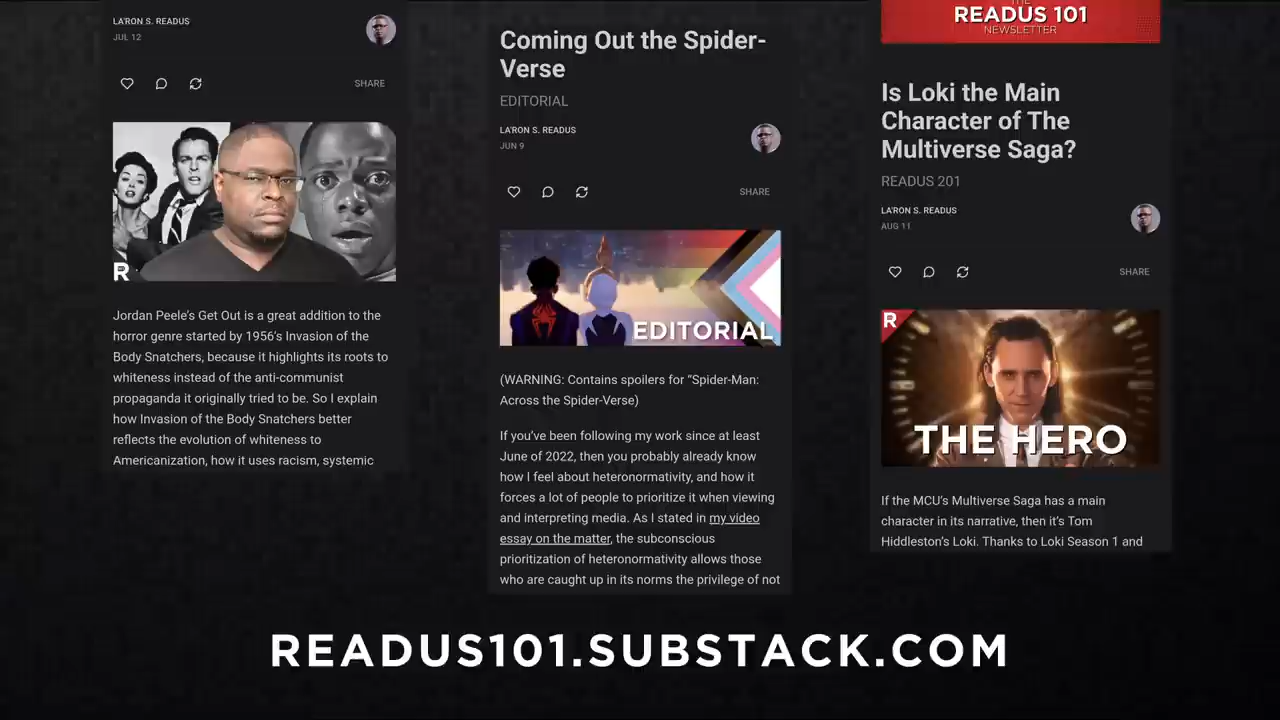 LA'RON S. READUS
JUL 12
SHARE
R
Jordan Peele's Get Out is a great addition to the
horror genre started by 1956's Invasion of the
Body Snatchers, because it highlights its roots to
whiteness instead of the anti-communist
propaganda it originally tried to be. So I explain
how Invasion of the Body Snatchers better
reflects the evolution of whiteness to
Americanization, how it uses racism, systemic
Coming Out the Spider-
Verse
EDITORIAL
LA'RON S. READUS
JUN 9
SHARE
EDITORIAL
(WARNING: Contains spoilers for "Spider-Man:
Across the Spider-Verse)
If you've been following my work since at least
June of 2022, then you probably already know
how I feel about heteronormativity, and how it
forces a lot of people to prioritize it when viewing
and interpreting media. As I stated in my video
essay on the matter, the subconscious
prioritization of heteronormativity allows those
who are caught up in its norms the privilege of not
THE
READUS 101
NEWSLETTER
Is Loki the Main
Character of The
Multiverse Saga?
READUS 201
LA'RON S. READUS
AUG 11
SHARE
R
THE HERO
If the MCU's Multiverse Saga has a main
character in its narrative, then it's Tom
Hiddleston's Loki. Thanks to Loki Season 1 and
READUS101.SUBSTACK.COM